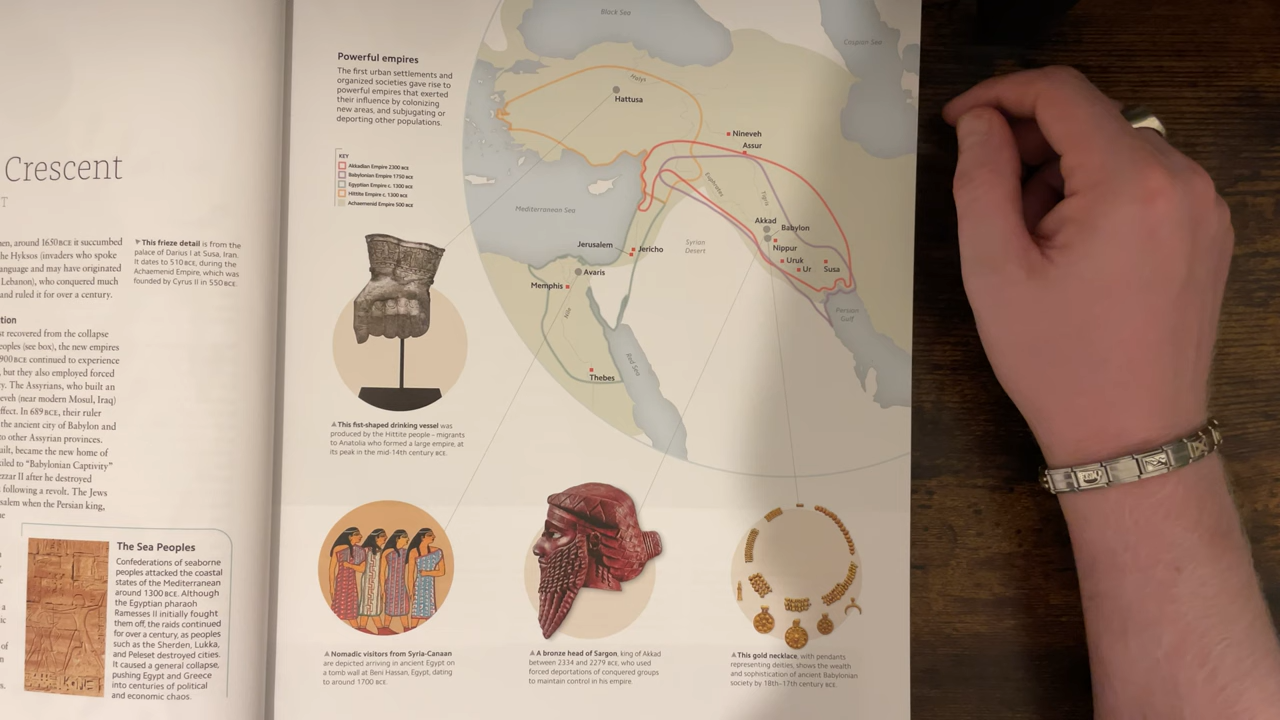 Crescent
en, around 1650 BCE it succumbed
he Hyksos (invaders who spoke
anguage and may have originated
Lebanon), who conquered much
and ruled it for over a century.
tion
t recovered from the collapse
eoples (see box), the new empires
900 BCE continued to experience
, but they also employed forced
y. The Assyrians, who built an
eveh (near modern Mosul, Iraq)
ffect. In 689 BCE, their ruler
the ancient city of Babylon and
to other Assyrian provinces.
uilt, became the new home of
iled to "Babylonian Captivity"
ezzar II after he destroyed
following a revolt. The Jews
salem when the Persian king,
This frieze detail is from the
palace of Darius I at Susa, Iran.
It dates to 510 BCE, during the
Achaemenid Empire, which was
founded by Cyrus II in 550 BCE.
The Sea Peoples
Confederations of seaborne
peoples attacked the coastal
states of the Mediterranean
around 1300 BCE. Although
the Egyptian pharaoh
Ramesses II initially fought
them off, the raids continued
for over a century, as peoples
such as the Sherden, Lukka,
and Peleset destroyed cities.
It caused a general collapse,
pushing Egypt and Greece
into centuries of political
and economic chaos.
Powerful empires
The first urban settlements and
organized societies gave rise to
powerful empires that exerted
their influence by colonizing
new areas, and subjugating or
deporting other populations.
KEY
Akkadian Empire 2300 BCE
Babylonian Empire 1750 BCE
Egyptian Empire c. 1300 BCE
Hittite Empire c. 1300 BCE
Achaemenid Empire 500 BCE
Black Sea
Caspian Sea
Halys
Hattusa
Nineveh
Assur
Euphrates
Tigris
Mediterranean Sea
Akkad
Babylon
Jerusalem
Jericho
Syrian
Desert
Nippur
Uruk
Ur
Susa
Avaris
Memphis
Nile
Persian
Gulf
Red Sea
Thebes
This fist-shaped drinking vessel was
produced by the Hittite people – migrants
to Anatolia who formed a large empire, at
its peak in the mid-14th century BCE.
Nomadic visitors from Syria-Canaan
are depicted arriving in ancient Egypt on
a tomb wall at Beni Hassan, Egypt, dating
to around 1700 BCE.
A bronze head of Sargon, king of Akkad
between 2334 and 2279 BCE, who used
forced deportations of conquered groups
to maintain control in his empire
This gold necklace, with pendants
representing deities, shows the wealth
and sophistication of ancient Babylonian
society by 18th–17th century BCE.